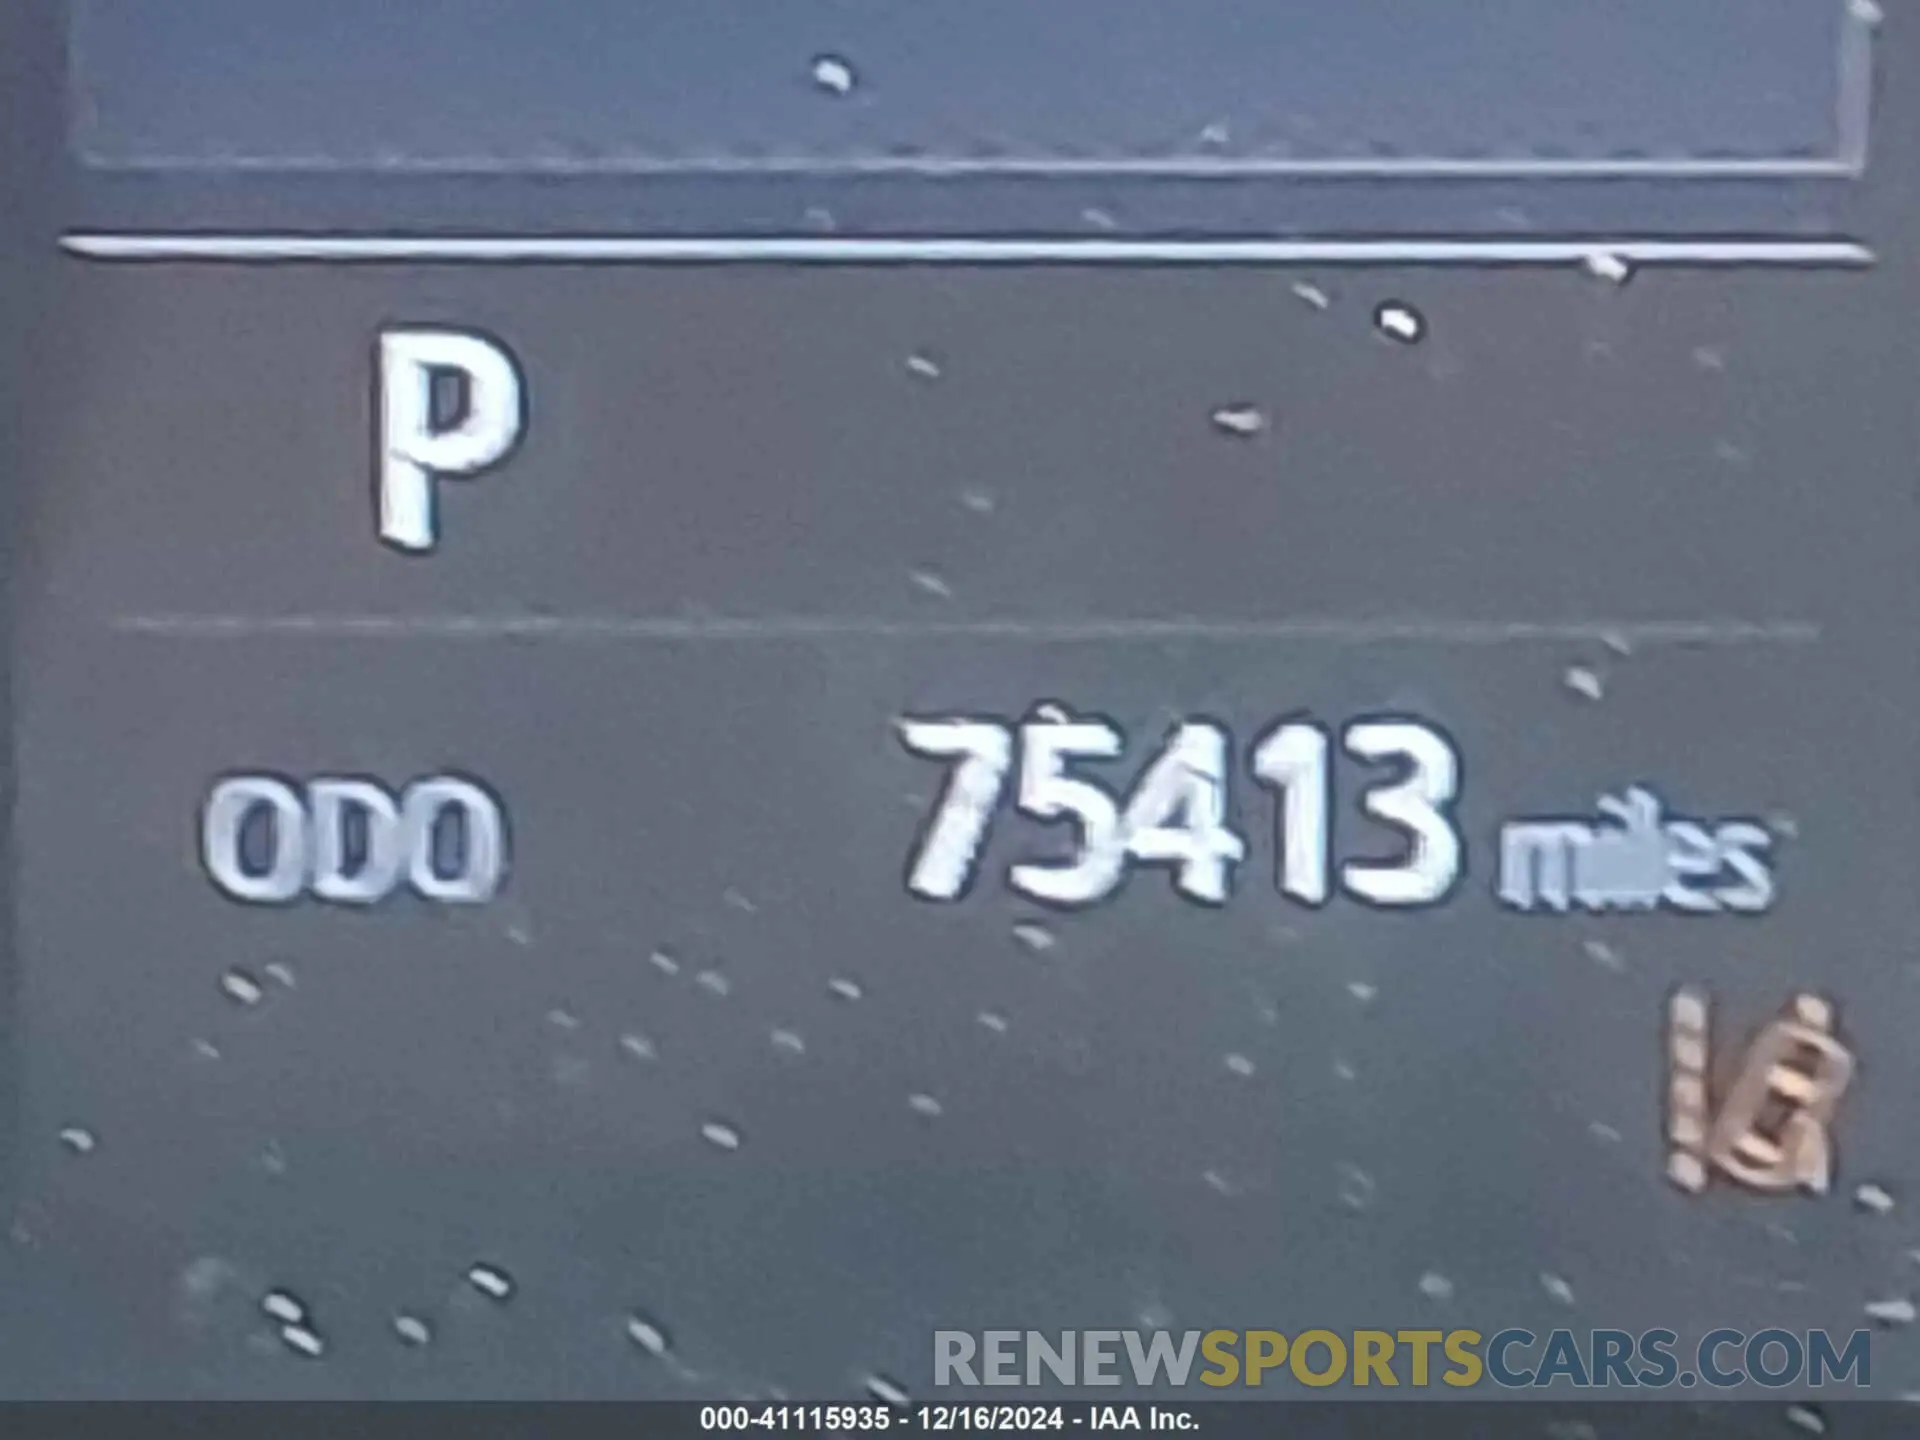 P
ODO 75413 miles
RENEWSPORTSCARS.COM
000-41115935 - 12/16/2024 - IAA Inc.